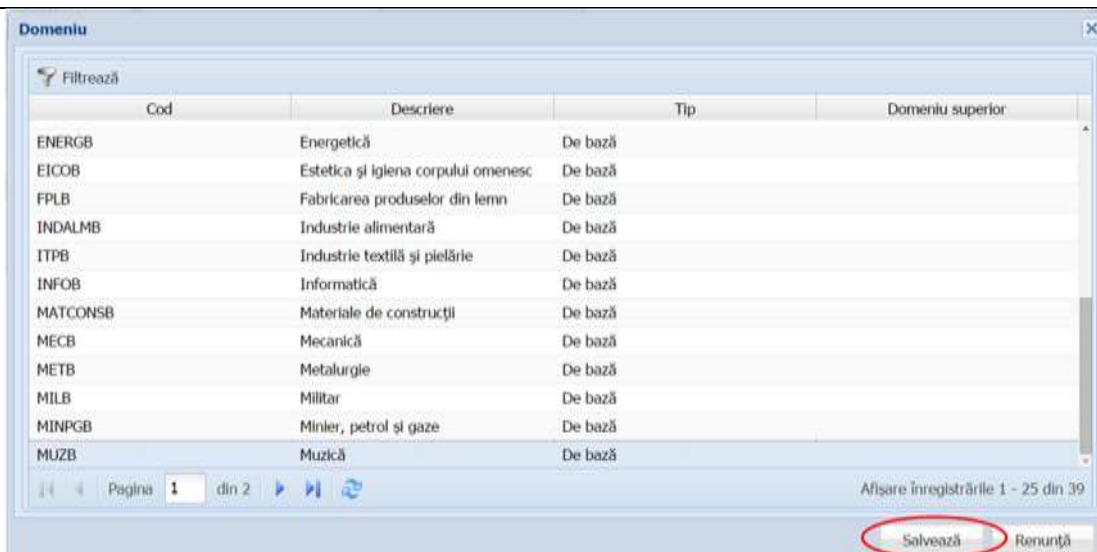 Domeniu
Filtrează
Cod Descriere Tip Domeniu superior
ENERGB Energetică De bază
EICOB Estetica și igiena corpului omenesc De bază
FPLB Fabricarea produselor din lemn De bază
INDALMB Industrie alimentară De bază
ITPB Industrie textilă și pielărie De bază
INFOB Informatică De bază
MATCONSB Materiale de construcții De bază
MECB Mecanică De bază
METB Metalurgie De bază
MILB Militar De bază
MINPGB Minier, petrol și gaze De bază
MUZB Muzică De bază
Pagina 1 din 2 Afișare înregistrările 1 - 25 din 39
Salvează Renunță